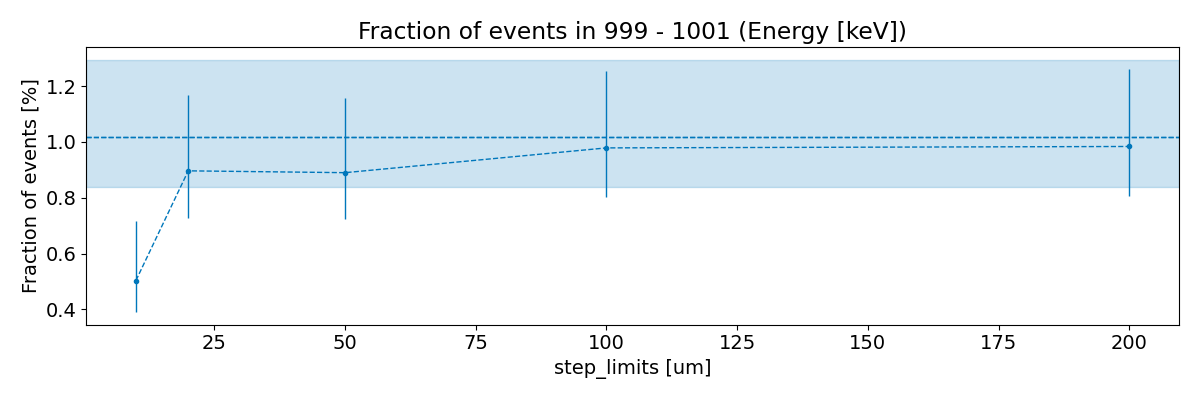 Fraction of events in 999 - 1001 (Energy [keV])
Fraction of events [%]
1.2
1.0
0.8
0.6
0.4
25 50 75 100 125 150 175 200
step_limits [um]